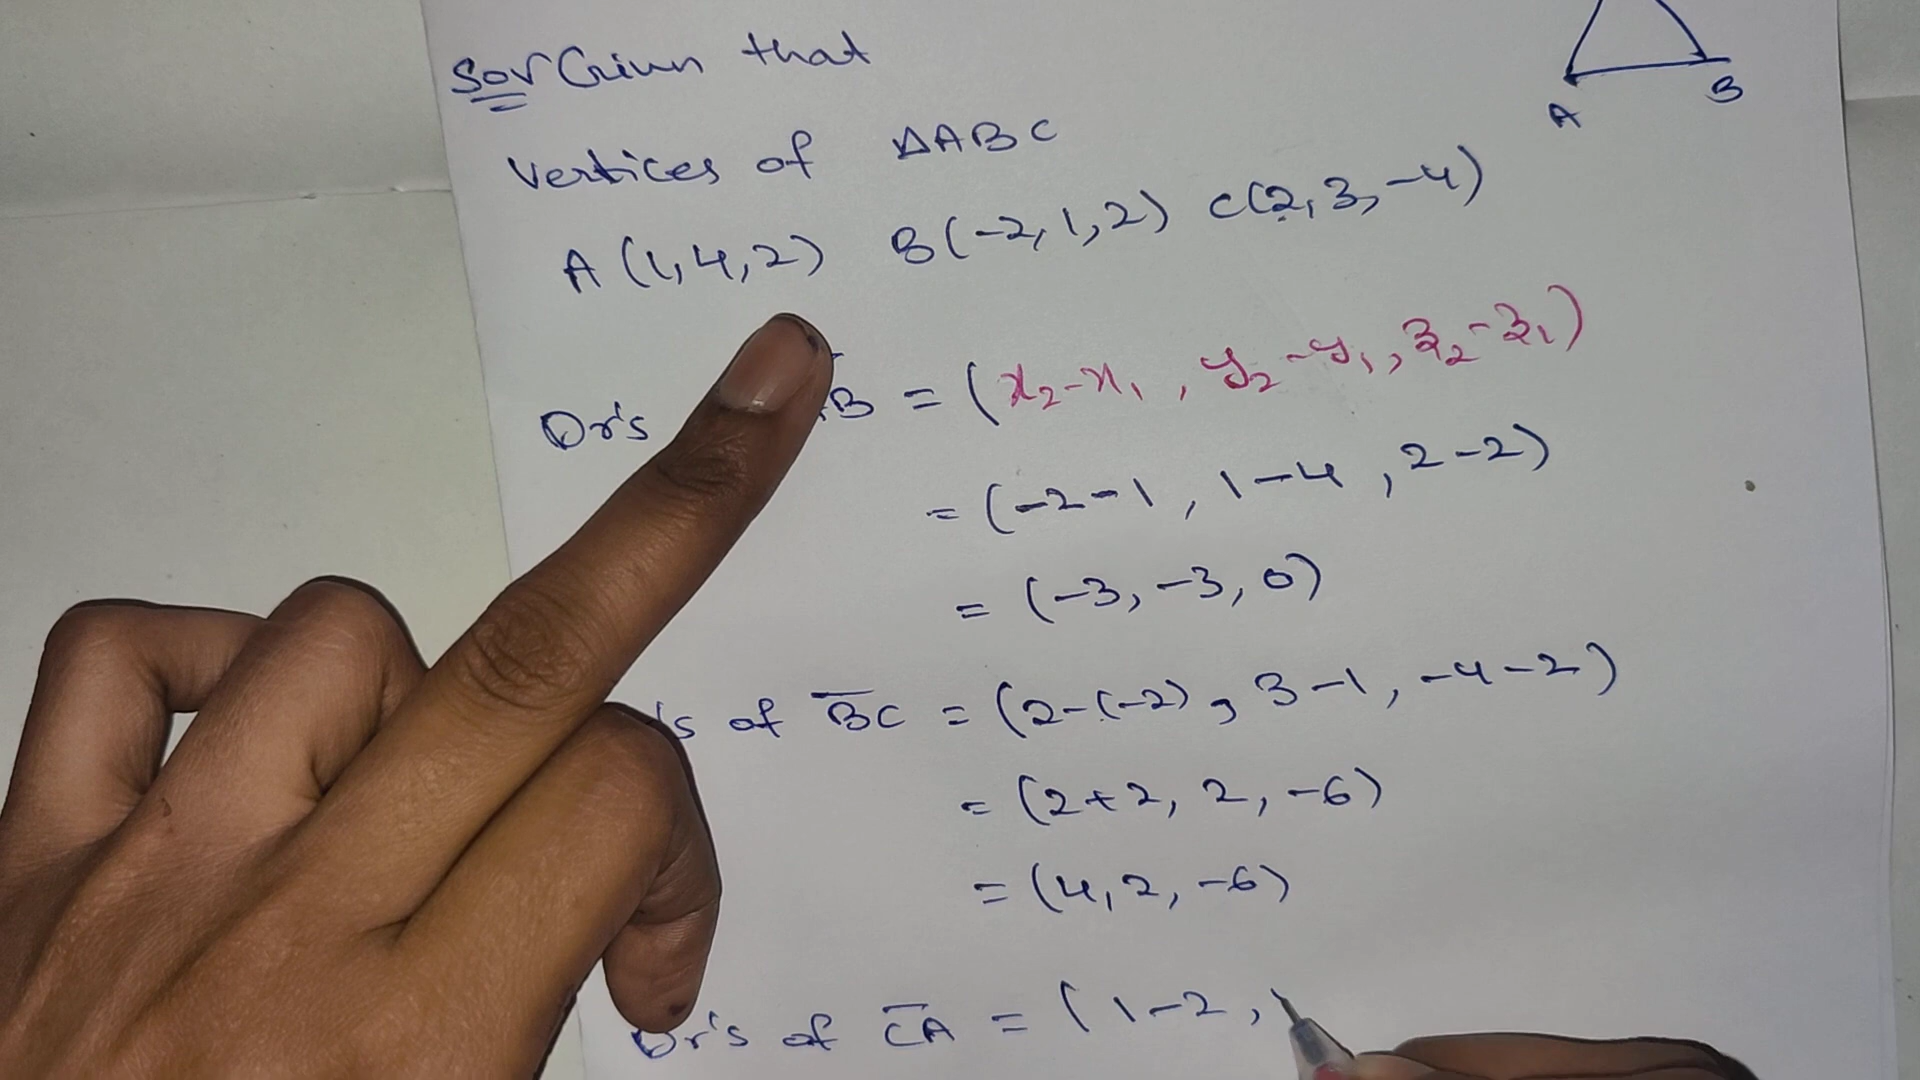 Sol Given that
Vertices of ΔABC
A (1,4,2) B(-2,1,2) C(2,3,-4)
A B
Dr's B = (x₂-x₁ , y₂-y₁, z₂-z₁)
= (-2-1 , 1-4 , 2-2)
= (-3, -3, 0)
's of B̅C̅ = (2-(-2) , 3-1, -4-2)
= (2+2, 2, -6)
= (4, 2, -6)
Dr's of C̅A̅ = ( 1-2 ,